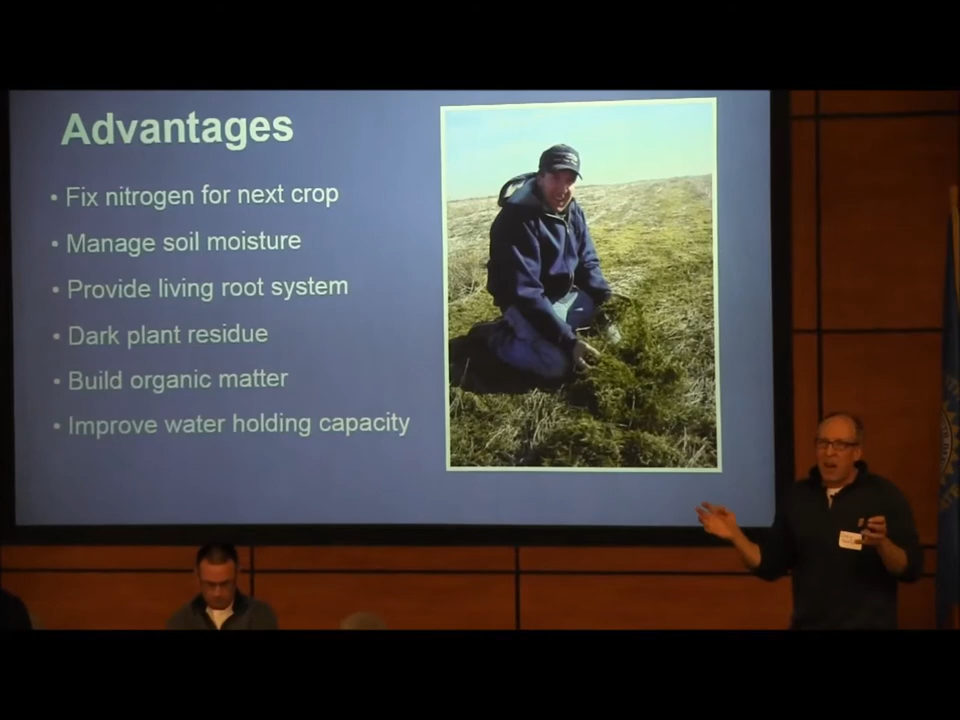 Advantages
• Fix nitrogen for next crop
• Manage soil moisture
• Provide living root system
• Dark plant residue
• Build organic matter
• Improve water holding capacity